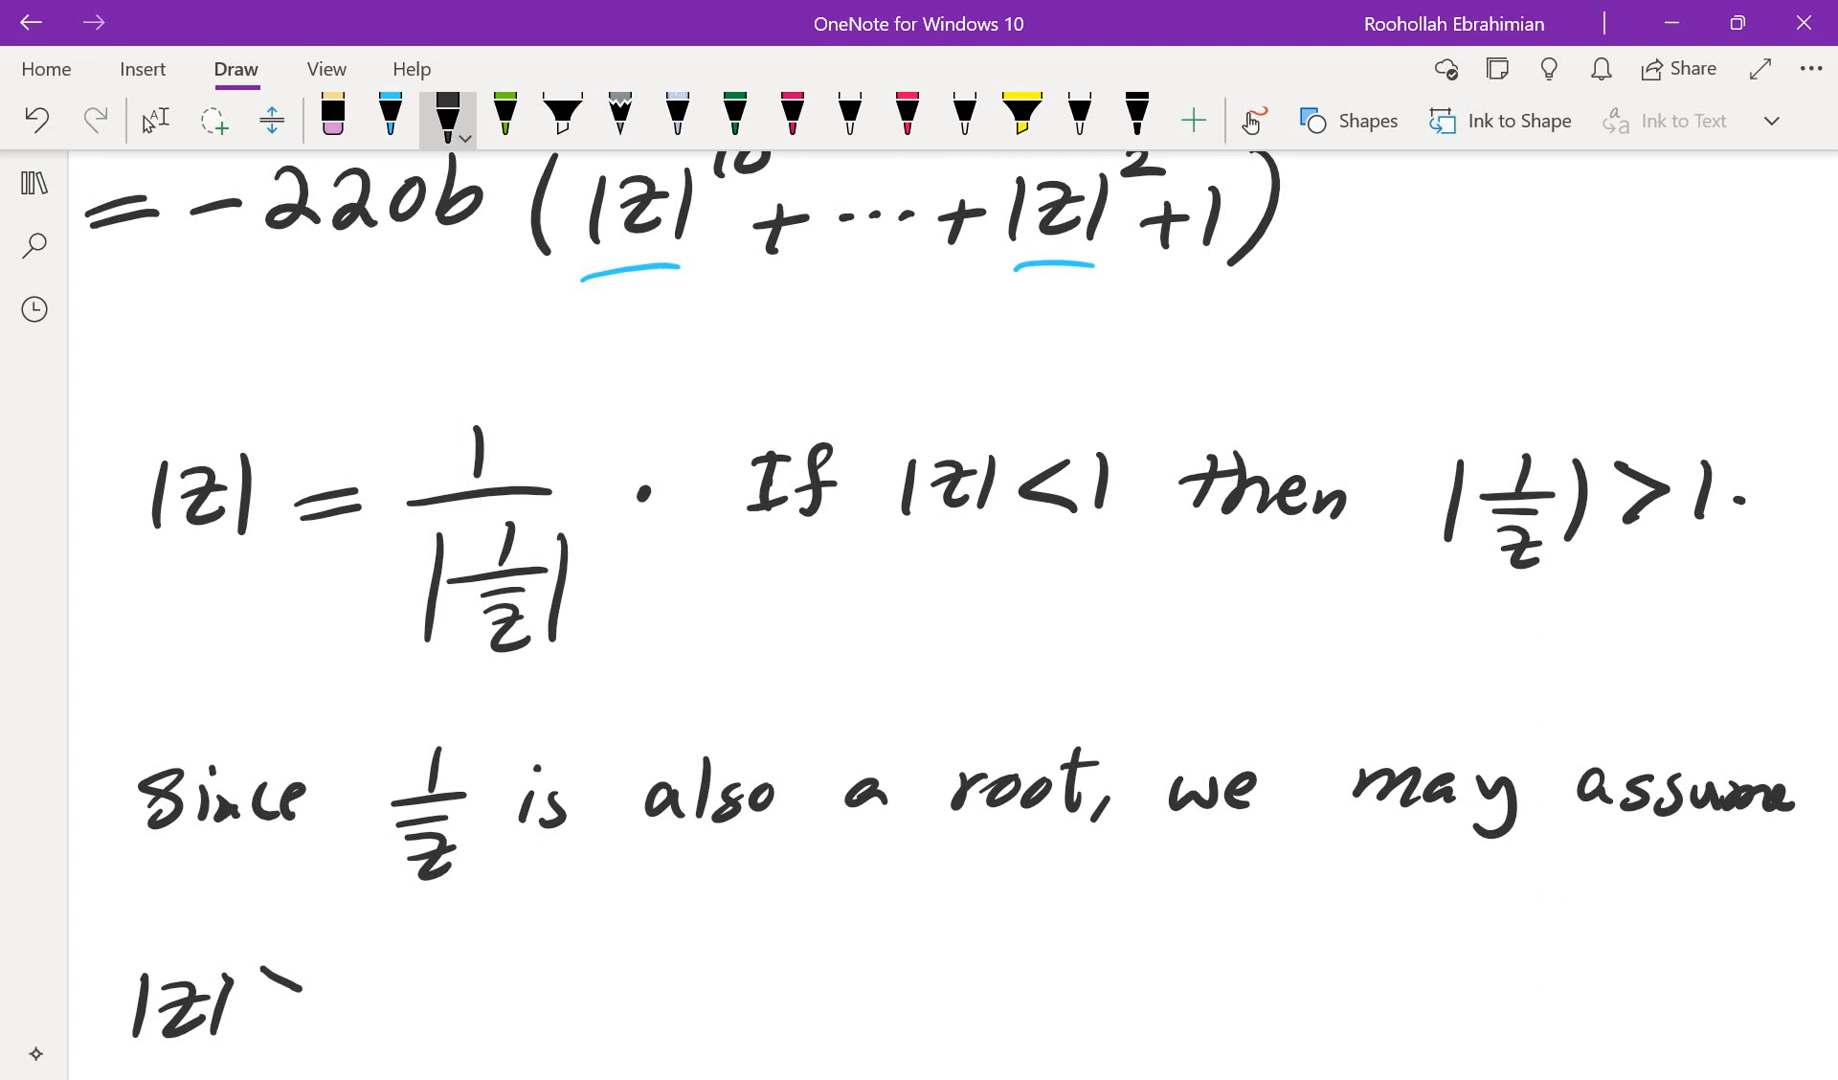 OneNote for Windows 10
Roohollah Ebrahimian
Home Insert Draw View Help
Share
Shapes Ink to Shape Ink to Text
= -220b (|z|^10 + ... + |z|^2 + 1)
|z| = 1/|1/z̄| . If |z| < 1 then |1/z̄| > 1.
Since 1/z̄ is also a root, we may assume
|z|